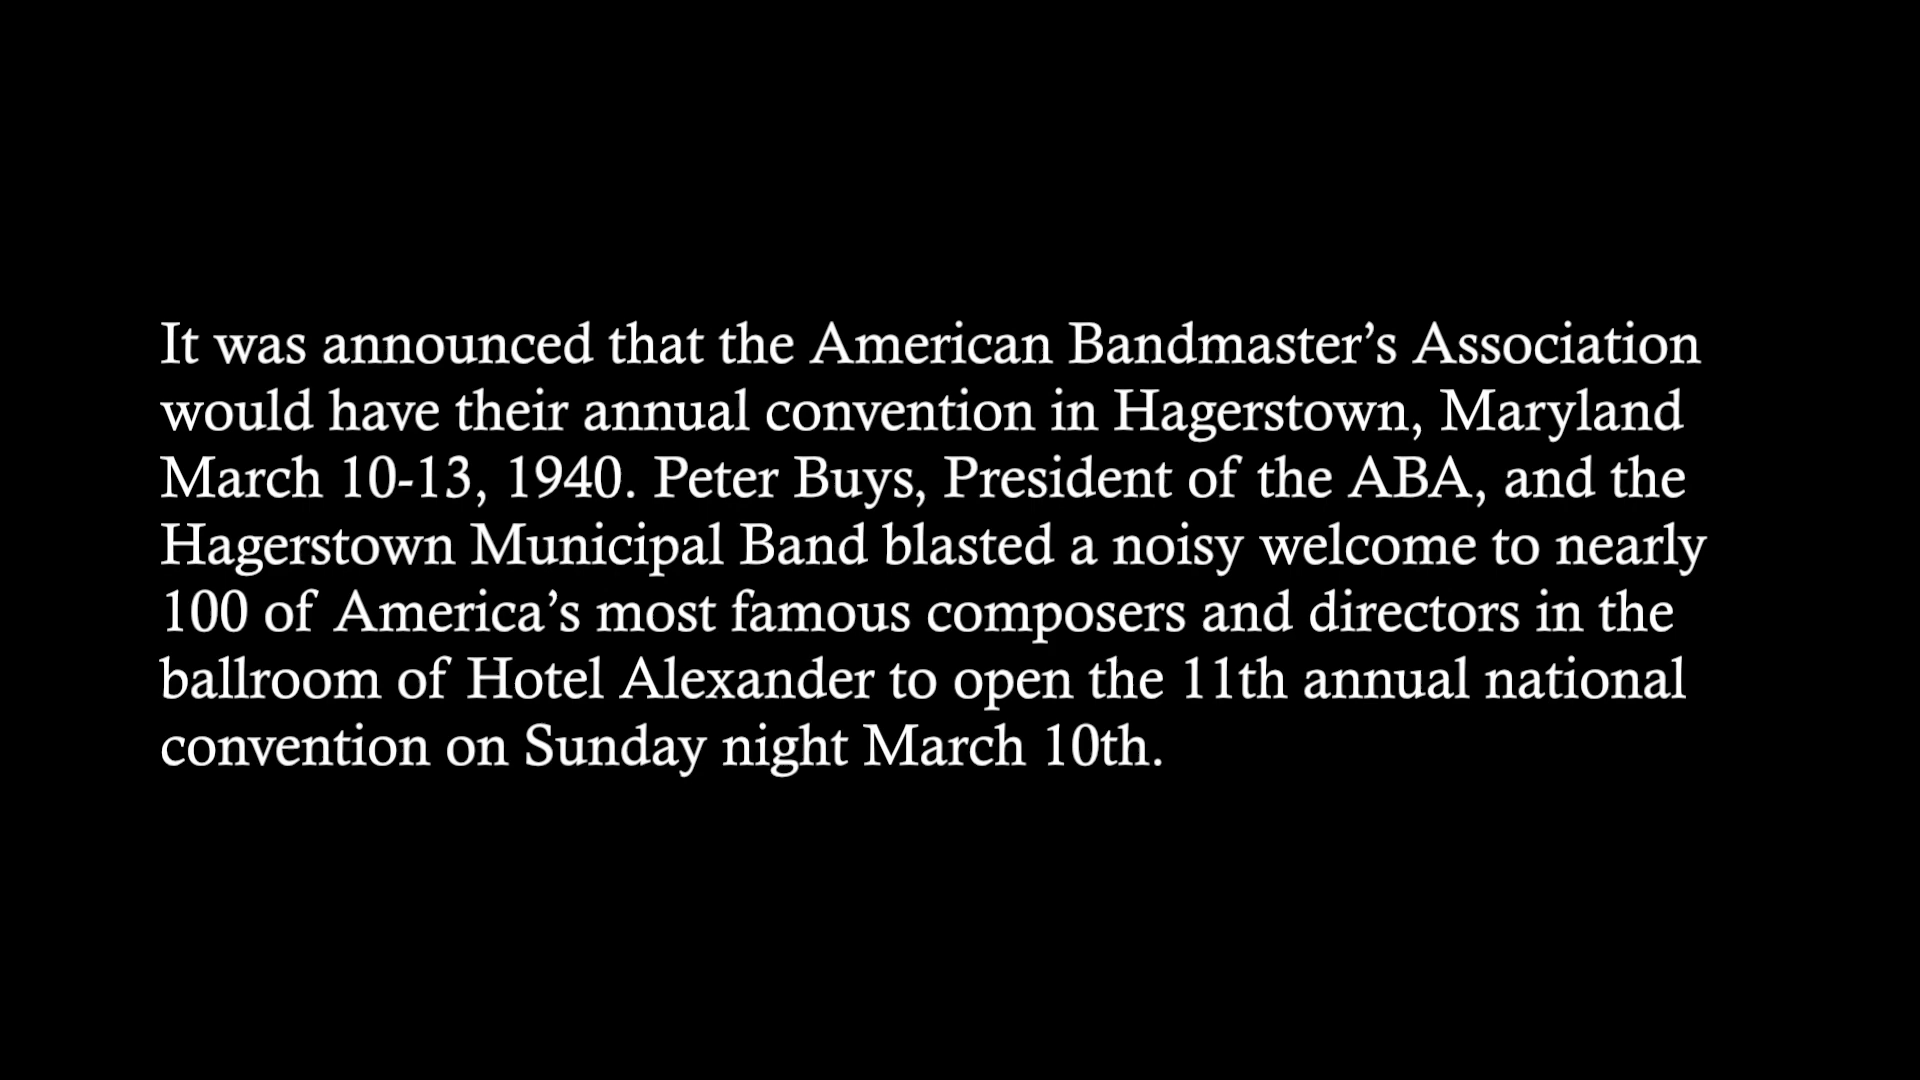 It was announced that the American Bandmaster’s Association
would have their annual convention in Hagerstown, Maryland
March 10-13, 1940. Peter Buys, President of the ABA, and the
Hagerstown Municipal Band blasted a noisy welcome to nearly
100 of America’s most famous composers and directors in the
ballroom of Hotel Alexander to open the 11th annual national
convention on Sunday night March 10th.